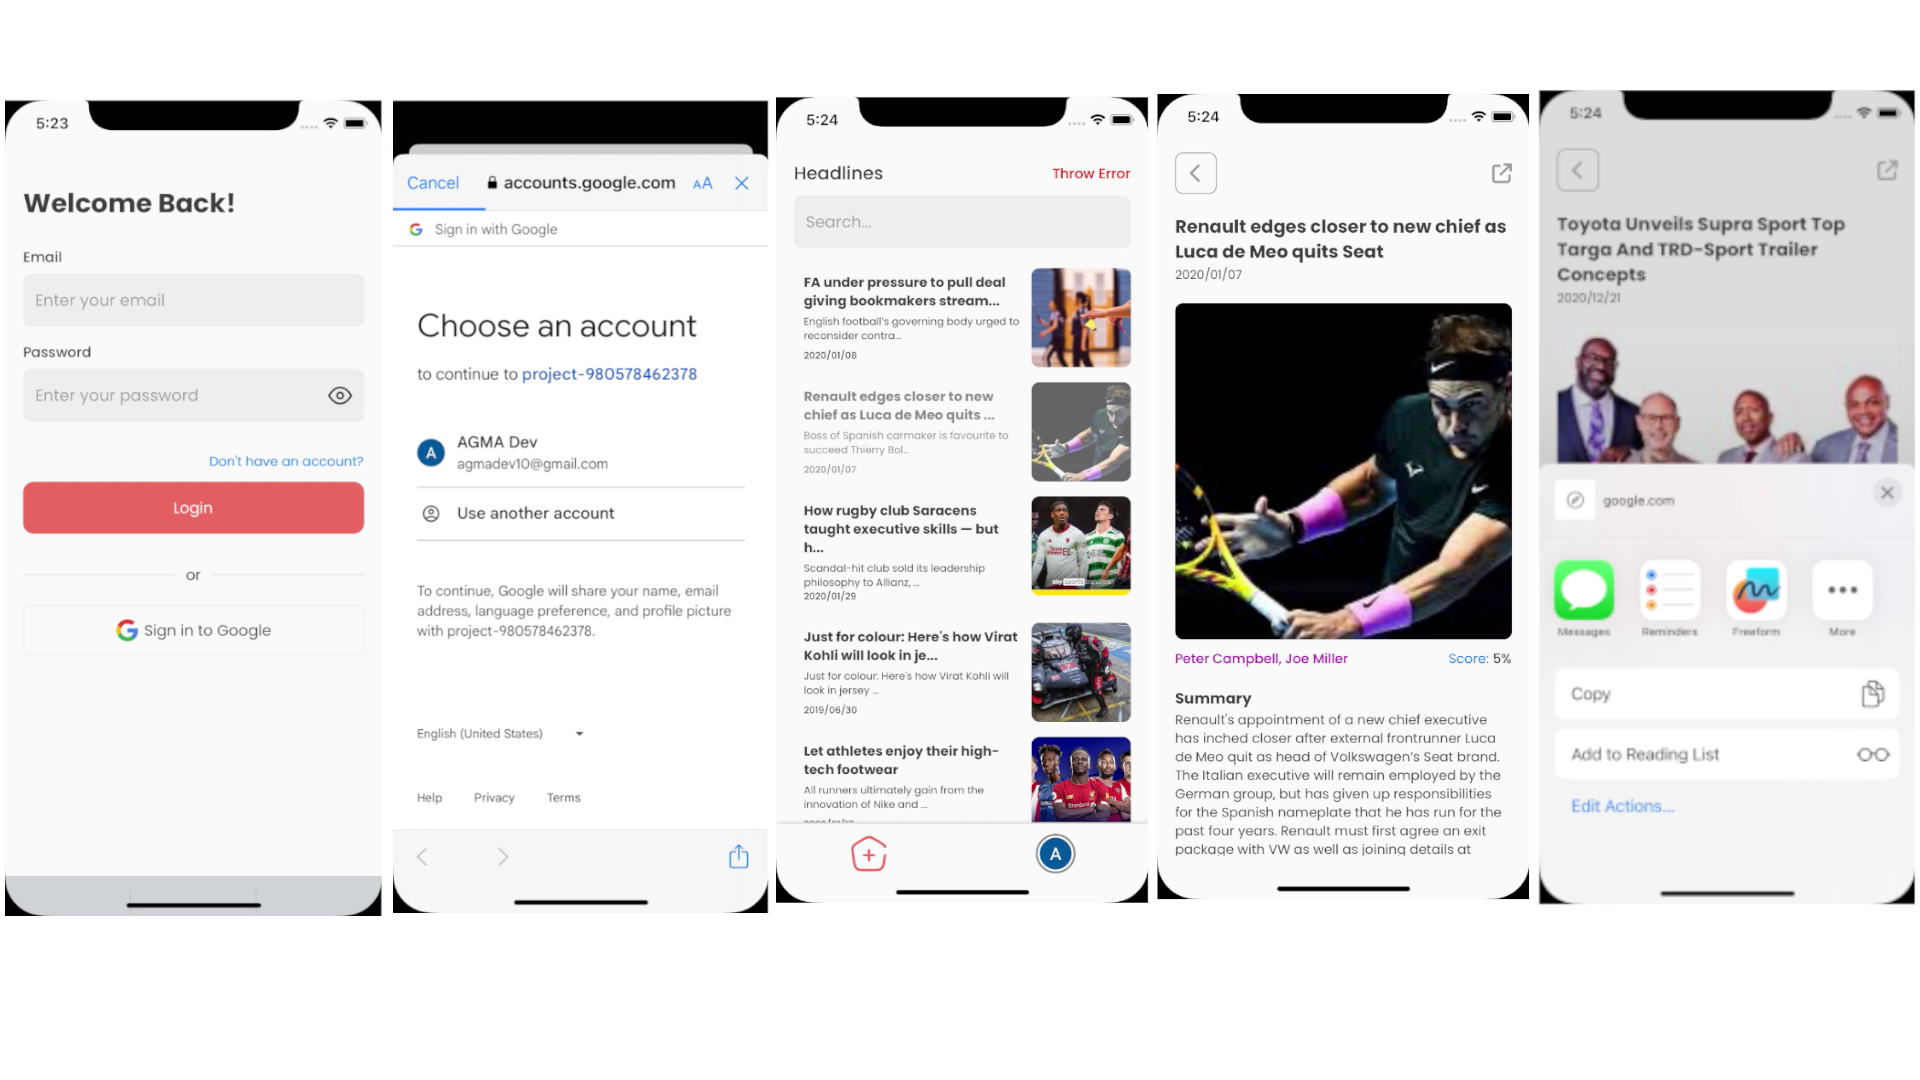 5:23
Welcome Back!
Email
Enter your email
Password
Enter your password
Don't have an account?
Login
or
Sign in to Google
Cancel
accounts.google.com
AA
Sign in with Google
Choose an account
to continue to project-980578462378
A
AGMA Dev
agmadev10@gmail.com
Use another account
To continue, Google will share your name, email
address, language preference, and profile picture
with project-980578462378.
English (United States)
Help Privacy Terms
5:24
Headlines
Throw Error
Search...
FA under pressure to pull deal
giving bookmakers stream...
English football's governing body urged to
reconsider contra...
2020/01/08
Renault edges closer to new
chief as Luca de Meo quits ...
Boss of Spanish carmaker is favourite to
succeed Thierry Bol...
2020/01/07
How rugby club Saracens
taught executive skills — but
h...
Scandal-hit club sold its leadership
philosophy to Allianz, ...
2020/01/29
sky sports
Just for colour: Here's how Virat
Kohli will look in je...
Just for colour: Here's how Virat Kohli will
look in jersey ...
2019/06/30
Let athletes enjoy their high-
tech footwear
All runners ultimately gain from the
innovation of Nike and ...
A
5:24
Renault edges closer to new chief as
Luca de Meo quits Seat
2020/01/07
Peter Campbell, Joe Miller
Score: 5%
Summary
Renault's appointment of a new chief executive
has inched closer after external frontrunner Luca
de Meo quit as head of Volkswagen's Seat brand.
The Italian executive will remain employed by the
German group, but has given up responsibilities
for the Spanish nameplate that he has run for the
past four years. Renault must first agree an exit
package with VW as well as joining details at
5:24
Toyota Unveils Supra Sport Top
Targa And TRD-Sport Trailer
Concepts
2020/12/21
google.com
Messages
Reminders
Freeform
More
Copy
Add to Reading List
Edit Actions...